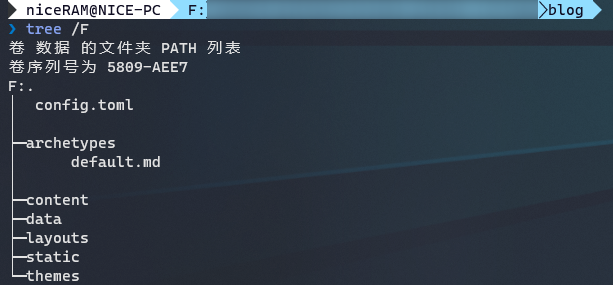 niceRAM@NICE-PC F: blog
❯ tree /F
卷 数据 的文件夹 PATH 列表
卷序列号为 5809-AEE7
F:.
│  config.toml
│
├─archetypes
│      default.md
│
├─content
├─data
├─layouts
├─static
└─themes